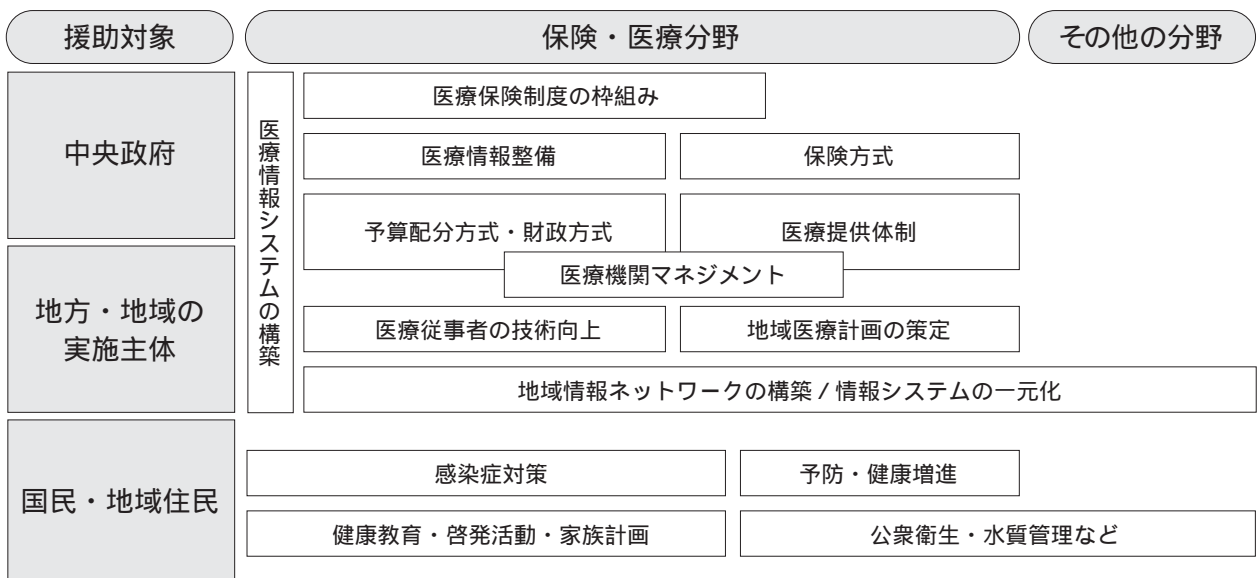 援助対象
保険・医療分野
その他の分野
中央政府
医療情報システムの構築
医療保険制度の枠組み
医療情報整備
保険方式
予算配分方式・財政方式
医療提供体制
医療機関マネジメント
地方・地域の
実施主体
医療従事者の技術向上
地域医療計画の策定
地域情報ネットワークの構築 / 情報システムの一元化
国民・地域住民
感染症対策
予防・健康増進
健康教育・啓発活動・家族計画
公衆衛生・水質管理など